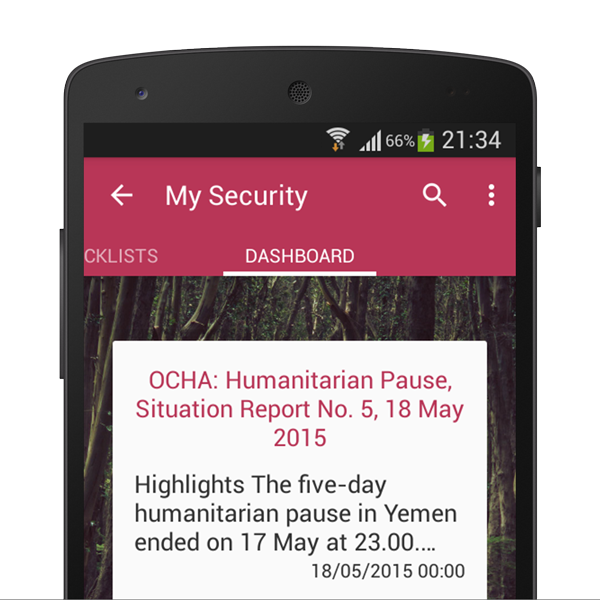 66% 21:34
My Security
CKLISTS DASHBOARD
OCHA: Humanitarian Pause,
Situation Report No. 5, 18 May
2015
Highlights The five-day
humanitarian pause in Yemen
ended on 17 May at 23.00....
18/05/2015 00:00